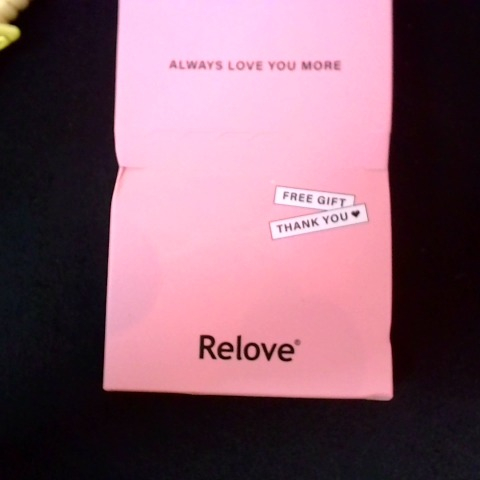 ALWAYS LOVE YOU MORE
FREE GIFT
THANK YOU ♥
Relove®